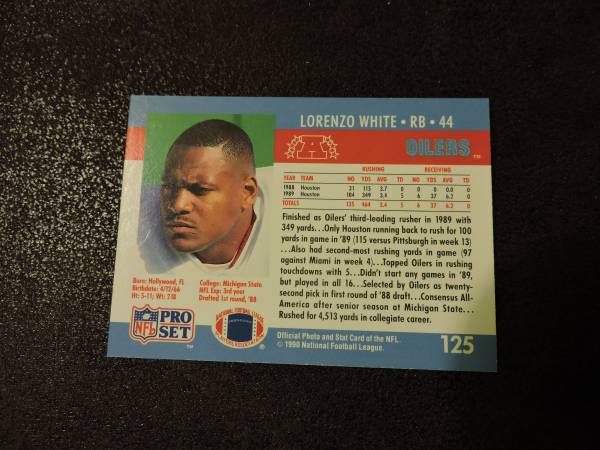 LORENZO WHITE • RB • 44
A
OILERS™
RUSHING RECEIVING
YEAR TEAM NO YDS AVG TD NO YDS AVG TD
1988 Houston 31 115 3.7 0 0 0 0.0 0
1989 Houston 104 349 3.4 5 6 37 6.2 0
TOTALS 135 464 3.4 5 6 37 6.2 0
Finished as Oilers' third-leading rusher in 1989 with
349 yards...Only Houston running back to rush for 100
yards in game in '89 (115 versus Pittsburgh in week 13)
...Also had second-most rushing yards in game (97
against Miami in week 4)...Topped Oilers in rushing
touchdowns with 5...Didn't start any games in '89,
but played in all 16...Selected by Oilers as twenty-
second pick in first round of '88 draft...Consensus All-
America after senior season at Michigan State...
Rushed for 4,513 yards in collegiate career.
Born: Hollywood, FL
Birthdate: 4/12/66
Ht: 5-11; Wt: 218
College: Michigan State
NFL Exp: 3rd year
Drafted 1st round, '88
NFL
PRO
SET
™
NATIONAL FOOTBALL LEAGUE
®
Official Photo and Stat Card of the NFL.
© 1990 National Football League.
125